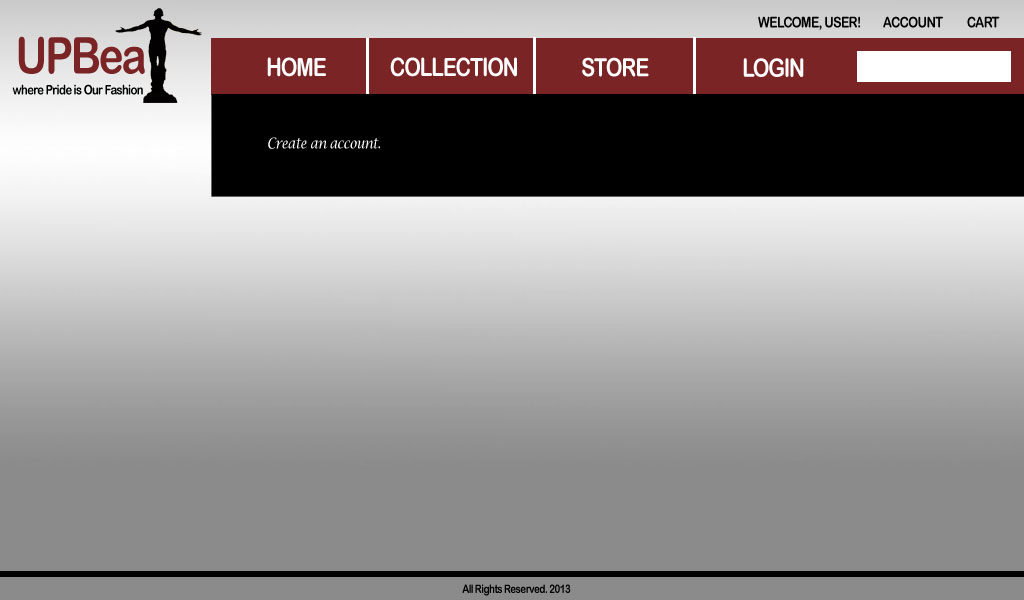 WELCOME, USER! ACCOUNT CART
UPBea
where Pride is Our Fashion
HOME COLLECTION STORE LOGIN
Create an account.
All Rights Reserved. 2013